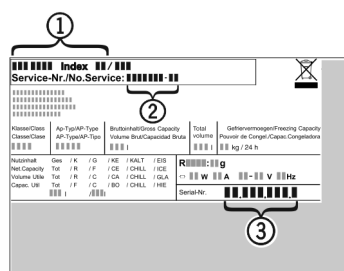 1
Index / 
Service-Nr./No.Service: -
2
Klasse/Class Ap-Typ/AP-Type Bruttoinhalt/Gross Capacity Total Gefriervermoegen/Freezing Capacity
Classe/Clase AP-Type/AP-Tipo Volume Brut/Capacidad Bruta volume Pouvoir de Congel./Capac.Congeladora
l l kg / 24 h
Nutzinhalt Ges / K / G / KE / KALT / EIS R : g
Net Capacity Tot / R / F / CE / CHILL / ICE W A - V Hz
Volume Utile Tot / R / C / CA / CHILL / GLA
Capac. Util Tot / R / C / BO / CHILL / HIE Serial-Nr.
l / l
3